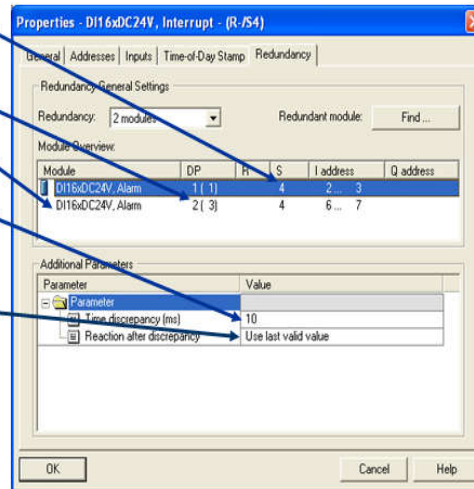 Properties - DI16xDC24V, Interrupt - (R-/S4)
General Addresses Inputs Time-of-Day Stamp Redundancy
Redundancy General Settings
Redundancy: 2 modules Redundant module: Find ...
Module Overview:
Module DP R S I address Q address
DI16xDC24V, Alarm 1 ( 1) 4 2 ... 3
DI16xDC24V, Alarm 2 ( 3) 4 6 ... 7
Additional Parameters
Parameter Value
Parameter
Time discrepancy (ms) 10
Reaction after discrepancy Use last valid value
OK Cancel Help